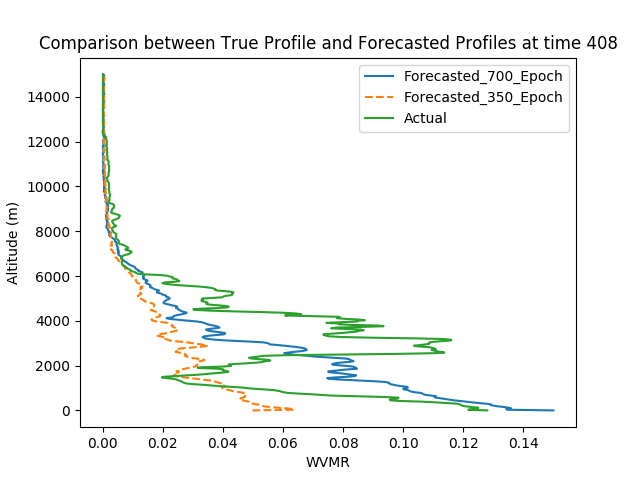 Comparison between True Profile and Forecasted Profiles at time 408
Forecasted_700_Epoch
Forecasted_350_Epoch
Actual
Altitude (m)
14000
12000
10000
8000
6000
4000
2000
0
0.00 0.02 0.04 0.06 0.08 0.10 0.12 0.14
WVMR